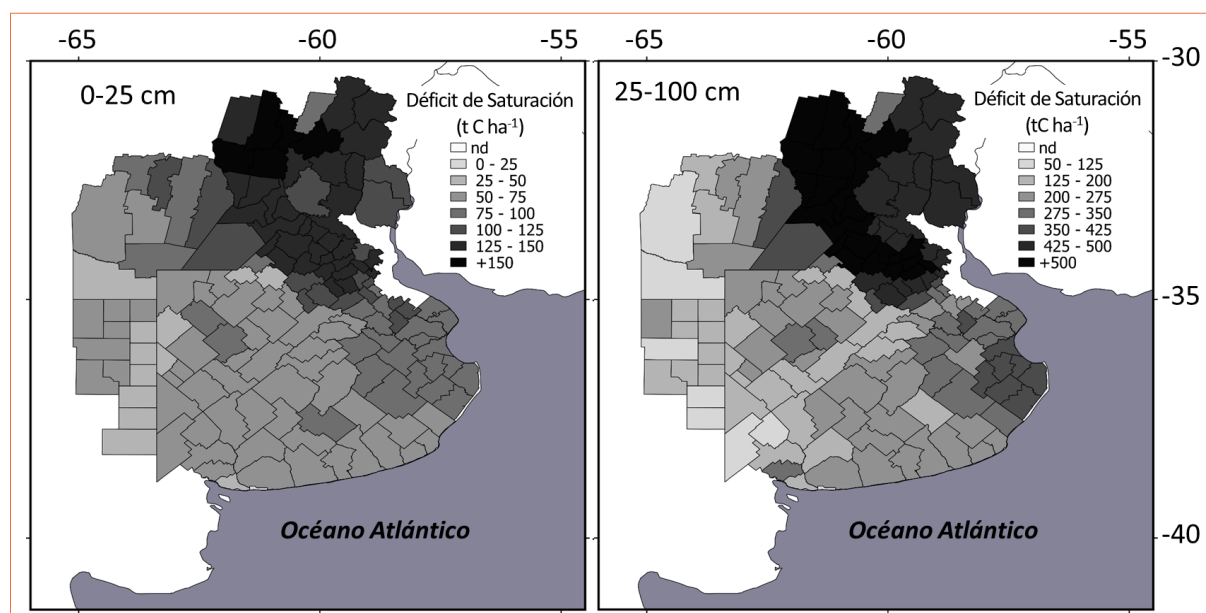 -65 -60 -55 -65 -60 -55
0-25 cm
Déficit de Saturación
(t C ha⁻¹)
nd
0 - 25
25 - 50
50 - 75
75 - 100
100 - 125
125 - 150
+150
Océano Atlántico
25-100 cm
Déficit de Saturación
(tC ha⁻¹)
nd
50 - 125
125 - 200
200 - 275
275 - 350
350 - 425
425 - 500
+500
Océano Atlántico
-30
-35
-40